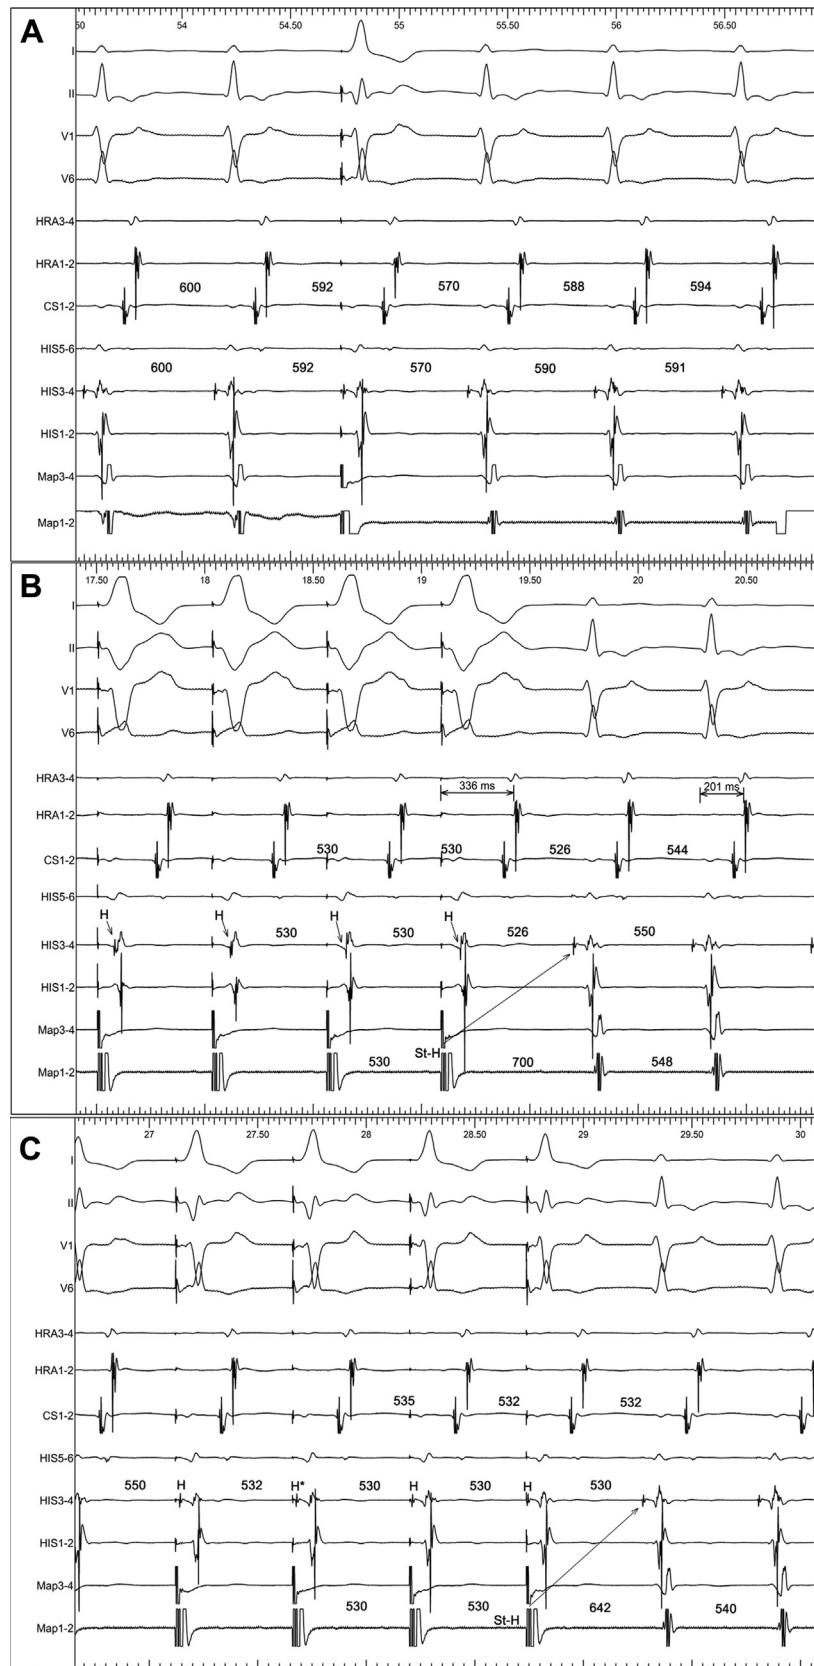 A
50 54 54.50 55 55.50 56 56.50
I
II
V1
V6
HRA3-4
HRA1-2
600 592 570 588 594
CS1-2
HIS5-6
600 592 570 590 591
HIS3-4
HIS1-2
Map3-4
Map1-2
B
17.50 18 18.50 19 19.50 20 20.50
I
II
V1
V6
HRA3-4
336 ms 201 ms
HRA1-2
530 530 526 544
CS1-2
HIS5-6
H H H H
530 530 526 550
HIS3-4
HIS1-2
Map3-4
St-H
530 700 548
Map1-2
C
27 27.50 28 28.50 29 29.50 30
I
II
V1
V6
HRA3-4
HRA1-2
535 532 532
CS1-2
HIS5-6
550 H 532 H* 530 H 530 H 530
HIS3-4
HIS1-2
Map3-4
530 530 St-H 642 540
Map1-2